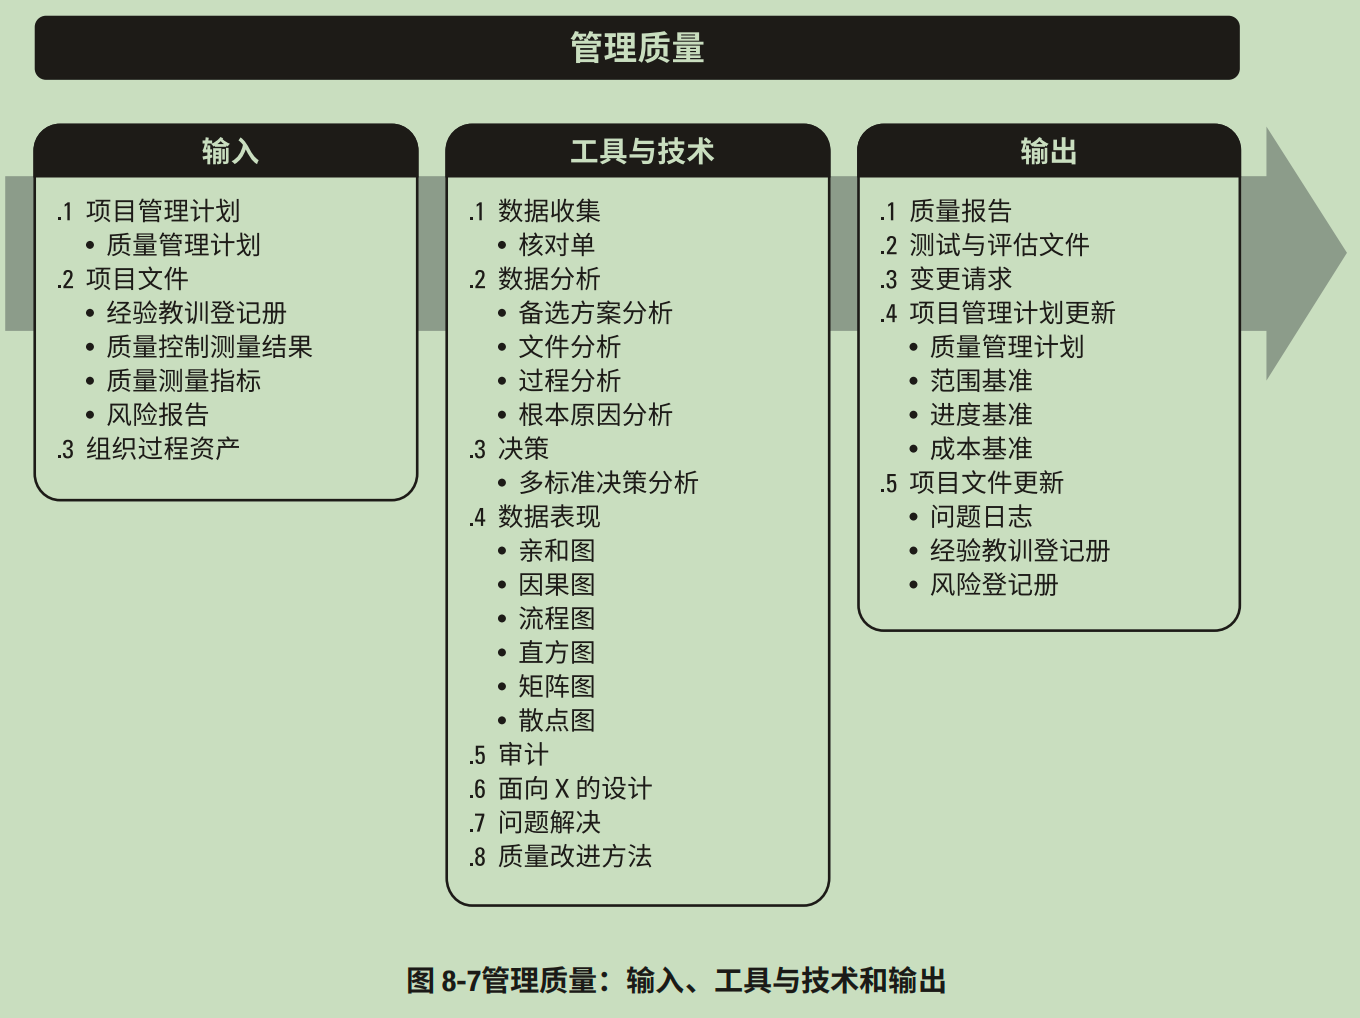 管理质量
输入
.1 项目管理计划
• 质量管理计划
.2 项目文件
• 经验教训登记册
• 质量控制测量结果
• 质量测量指标
• 风险报告
.3 组织过程资产
工具与技术
.1 数据收集
• 核对单
.2 数据分析
• 备选方案分析
• 文件分析
• 过程分析
• 根本原因分析
.3 决策
• 多标准决策分析
.4 数据表现
• 亲和图
• 因果图
• 流程图
• 直方图
• 矩阵图
• 散点图
.5 审计
.6 面向 X 的设计
.7 问题解决
.8 质量改进方法
输出
.1 质量报告
.2 测试与评估文件
.3 变更请求
.4 项目管理计划更新
• 质量管理计划
• 范围基准
• 进度基准
• 成本基准
.5 项目文件更新
• 问题日志
• 经验教训登记册
• 风险登记册
图 8-7管理质量：输入、工具与技术和输出